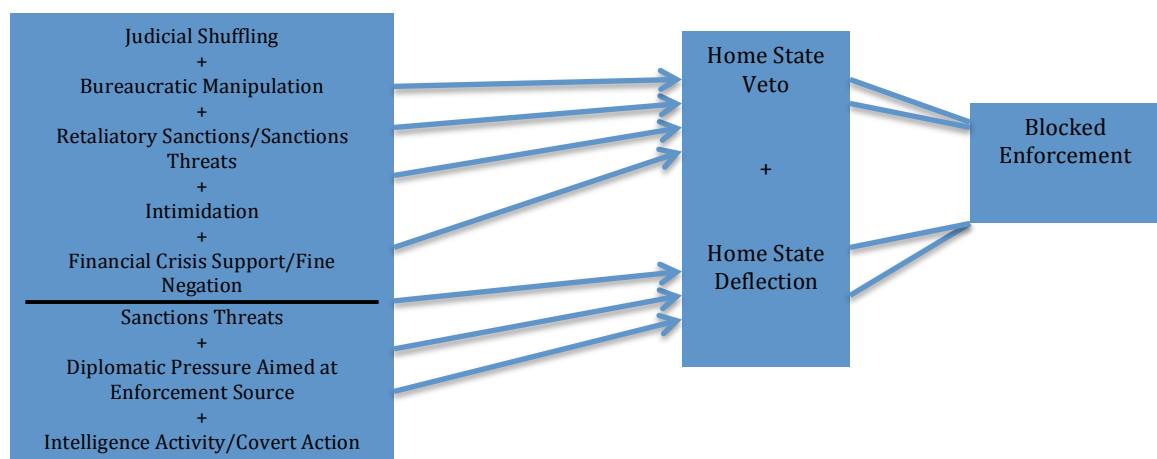 Judicial Shuffling
+
Bureaucratic Manipulation
+
Retaliatory Sanctions/Sanctions
Threats
+
Intimidation
+
Financial Crisis Support/Fine
Negation
Sanctions Threats
+
Diplomatic Pressure Aimed at
Enforcement Source
+
Intelligence Activity/Covert Action
Home State
Veto
+
Home State
Deflection
Blocked
Enforcement